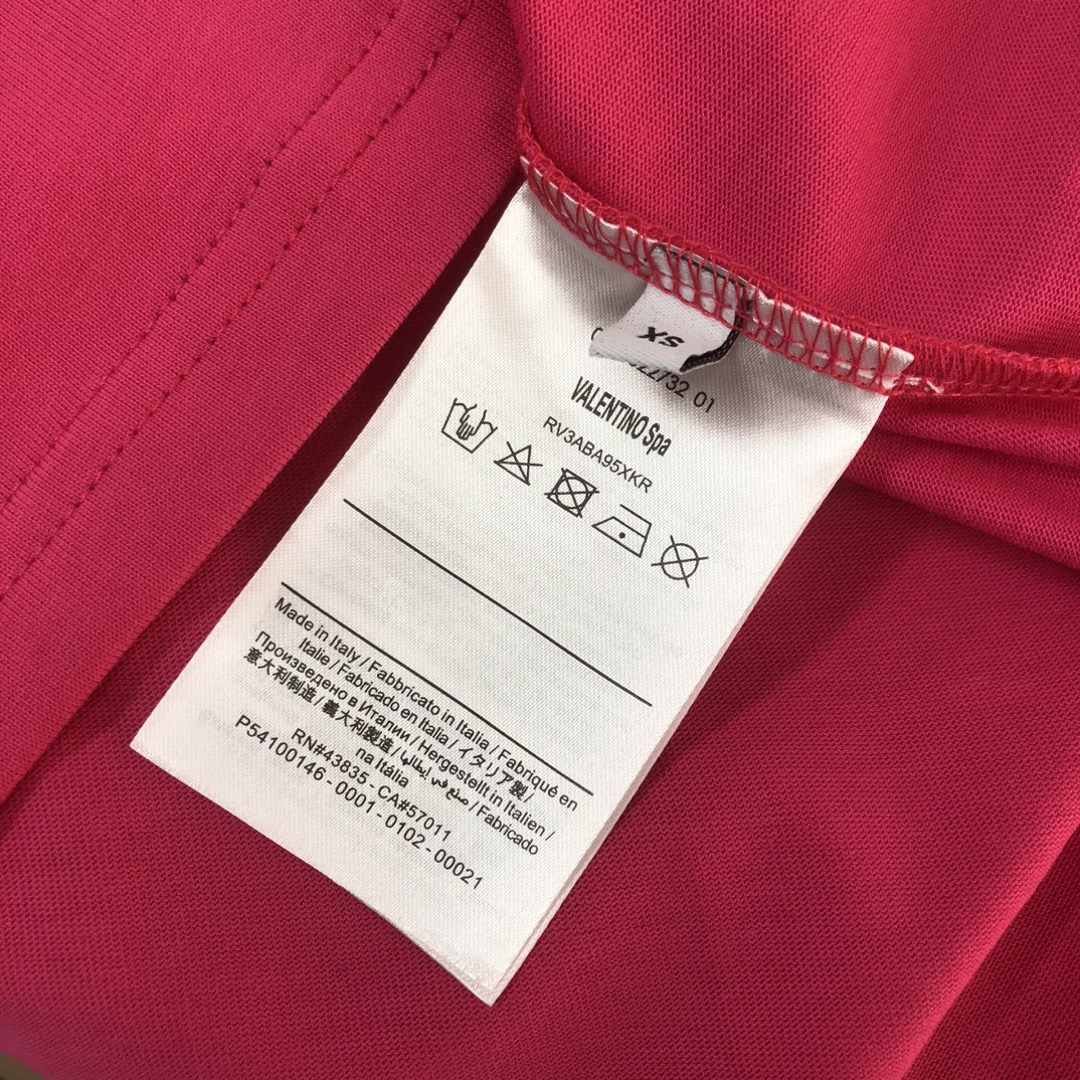 XS
22732 01
VALENTINO Spa
RV3ABA95XKR
Made in Italy / Fabbricato in Italia / Fabriqué en
Italie / Fabricado en Italia / イタリア製 /
Произведено в Италии / Hergestellt in Italien /
意大利制造 / 義大利製造 / صنع في إيطاليا / Fabricado
na Itália
RN#43835 - CA#57011
P54100146 - 0001 - 0102 - 00021